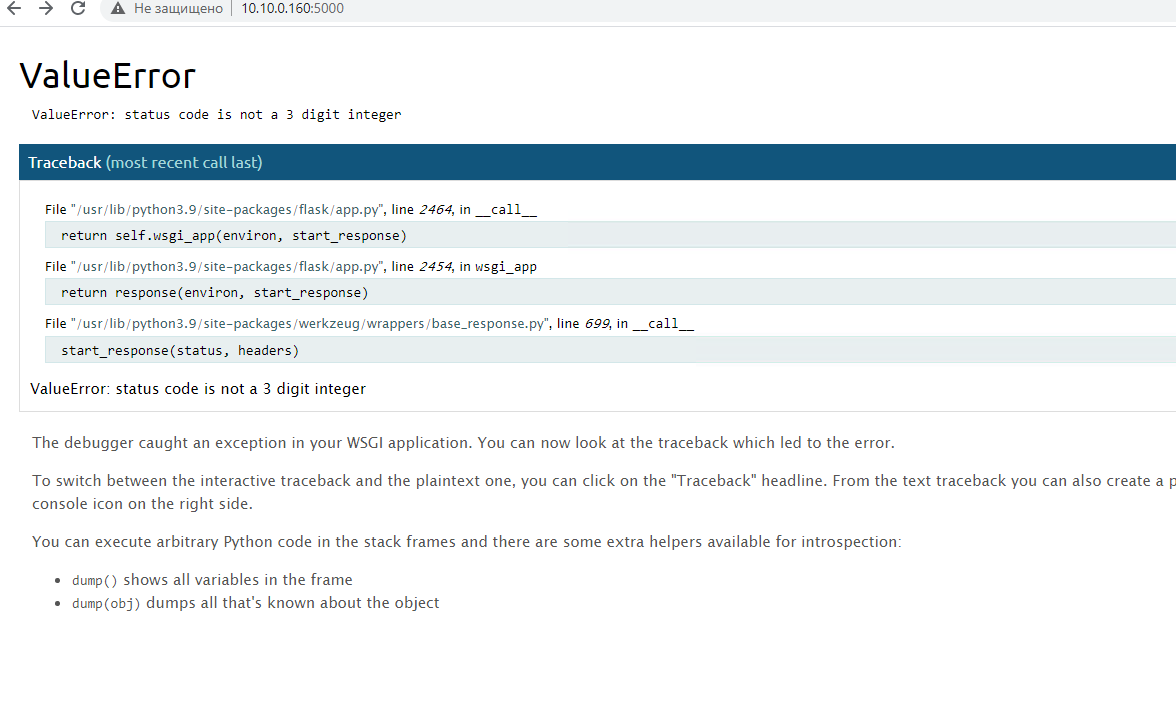 Не защищено 10.10.0.160:5000
ValueError
ValueError: status code is not a 3 digit integer
Traceback (most recent call last)
File "/usr/lib/python3.9/site-packages/flask/app.py", line 2464, in __call__
return self.wsgi_app(environ, start_response)
File "/usr/lib/python3.9/site-packages/flask/app.py", line 2454, in wsgi_app
return response(environ, start_response)
File "/usr/lib/python3.9/site-packages/werkzeug/wrappers/base_response.py", line 699, in __call__
start_response(status, headers)
ValueError: status code is not a 3 digit integer
The debugger caught an exception in your WSGI application. You can now look at the traceback which led to the error.
To switch between the interactive traceback and the plaintext one, you can click on the "Traceback" headline. From the text traceback you can also create a p
console icon on the right side.
You can execute arbitrary Python code in the stack frames and there are some extra helpers available for introspection:
• dump() shows all variables in the frame
• dump(obj) dumps all that's known about the object